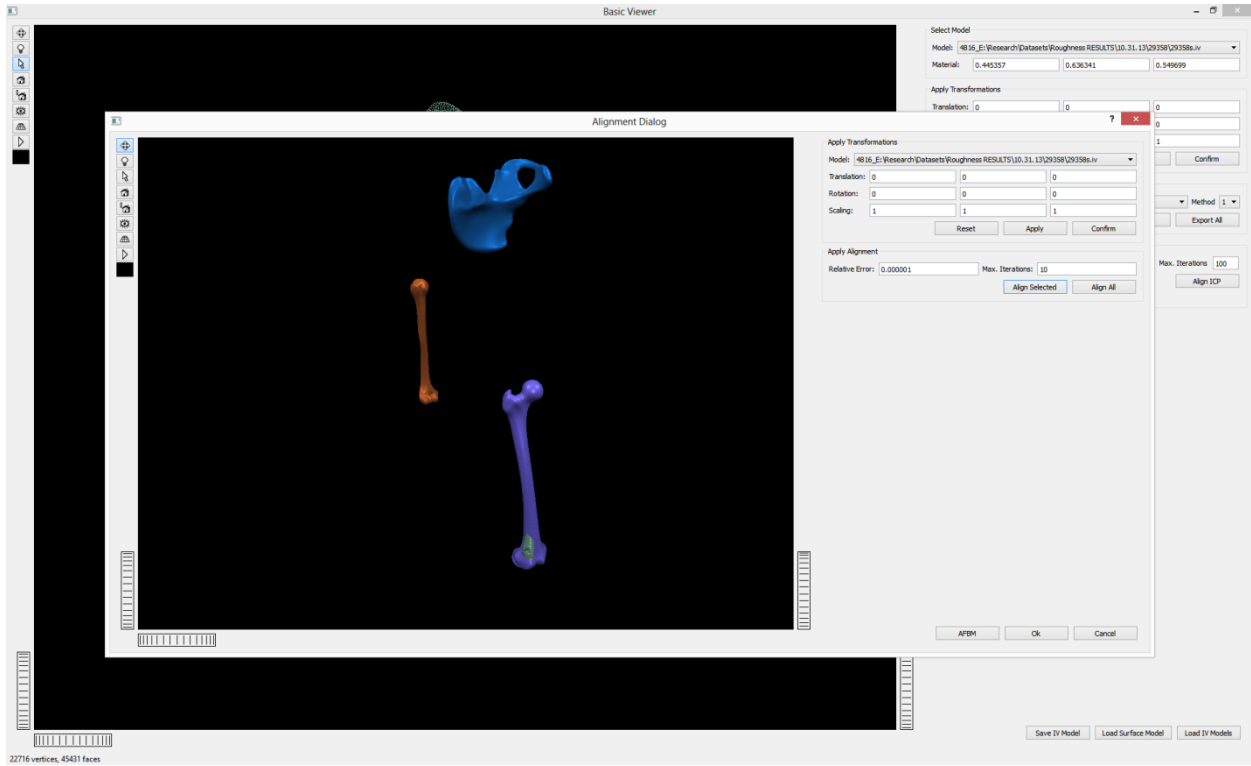 Basic Viewer
Select Model
Model: 4816_E:\Research\Datasets\Roughness RESULTS\10.31.13\29358\29358s.iv
Material: 0.445357 0.636341 0.549699
Apply Transformations
Translation: 0 0 0
0
1
Confirm
Method 1
Export All
Max. Iterations 100
Align ICP
Alignment Dialog
?
Apply Transformations
Model: 4816_E:\Research\Datasets\Roughness RESULTS\10.31.13\29358\29358s.iv
Translation: 0 0 0
Rotation: 0 0 0
Scaling: 1 1 1
Reset Apply Confirm
Apply Alignment
Relative Error: 0.000001 Max. Iterations: 10
Align Selected Align All
AFBM Ok Cancel
Save IV Model Load Surface Model Load IV Models
22716 vertices, 45431 faces